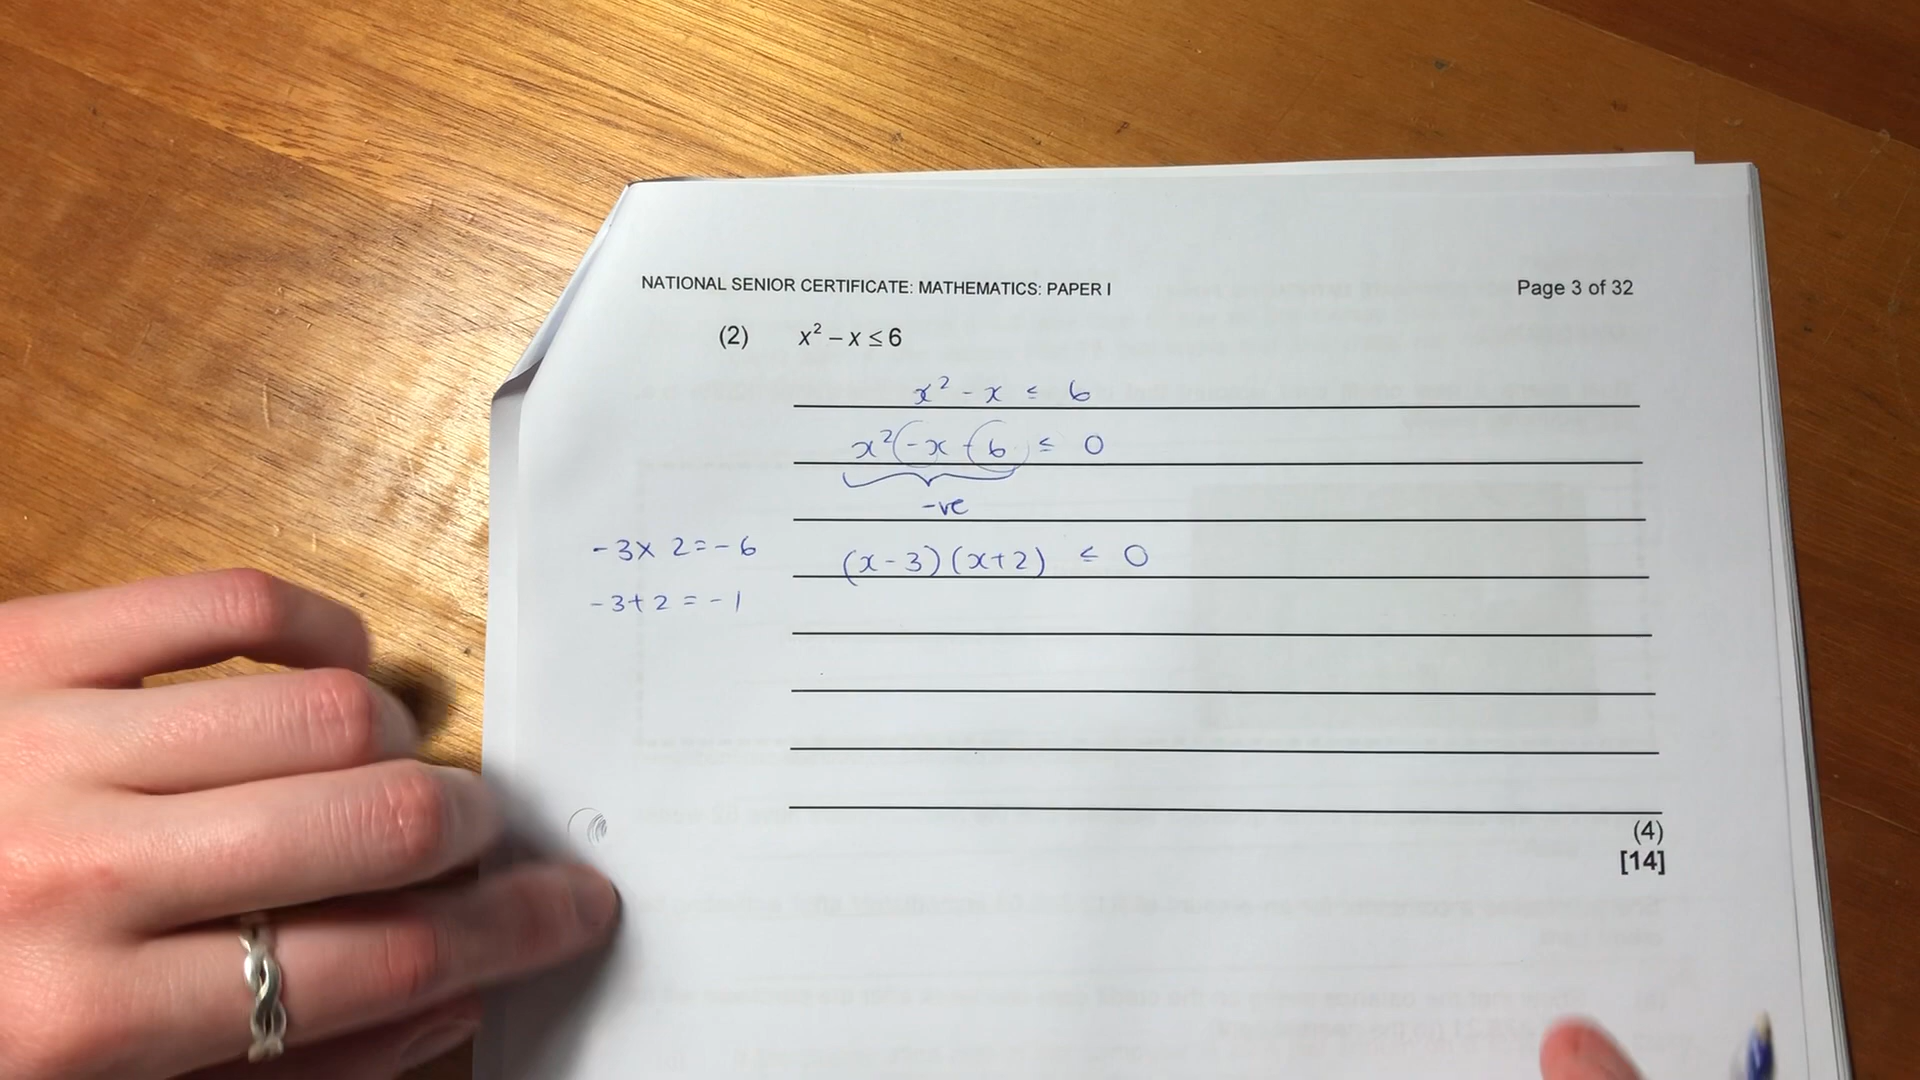 NATIONAL SENIOR CERTIFICATE: MATHEMATICS: PAPER I
Page 3 of 32
(2) x² – x ≤ 6
x² - x ≤ 6
x² - x - 6 ≤ 0
-ve
-3 x 2 = -6
(x - 3)(x + 2) ≤ 0
-3 + 2 = -1
(4)
[14]